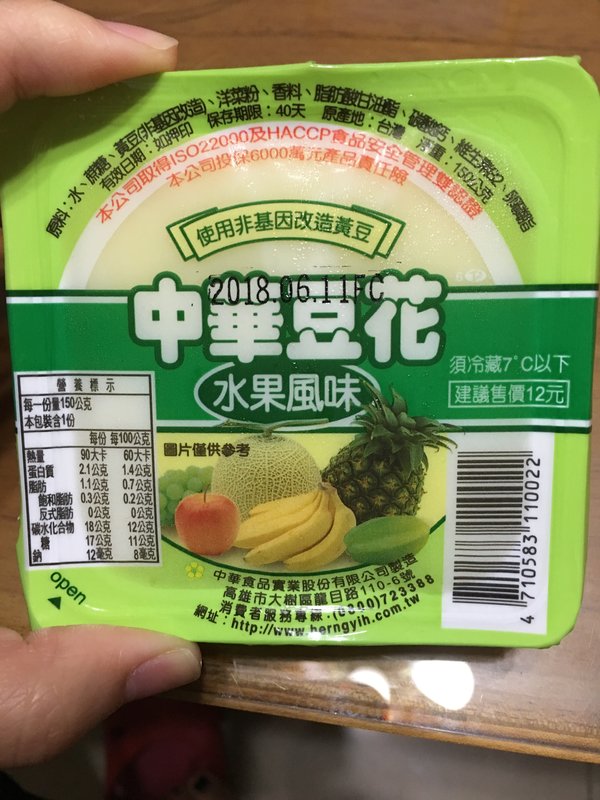 原料：水、蔗糖、黃豆(非基因改造)、洋菜粉、香料、脂肪酸甘油酯、
有效日期：如押印 保存期限：40天 原產地：台灣 淨重：150公克
本公司取得ISO22000及HACCP食品安全管理雙認證
本公司投保6000萬元產品責任險
使用非基因改造黃豆
2018.06.11FC
中華豆花
水果風味
須冷藏7°C以下
建議售價12元
圖片僅供參考
營養標示
每一份量150公克
本包裝含1份
每份 每100公克
熱量 90大卡 60大卡
蛋白質 2.1公克 1.4公克
脂肪 1.1公克 0.7公克
飽和脂肪 0.3公克 0.2公克
反式脂肪 0公克 0公克
碳水化合物 18公克 12公克
糖 17公克 11公克
鈉 12毫克 8毫克
open
中華食品實業股份有限公司製造
高雄市大樹區龍目路110-6號
消費者服務專線：(0800)723388
網址：http://www.herngyih.com.tw
4 710583 110022